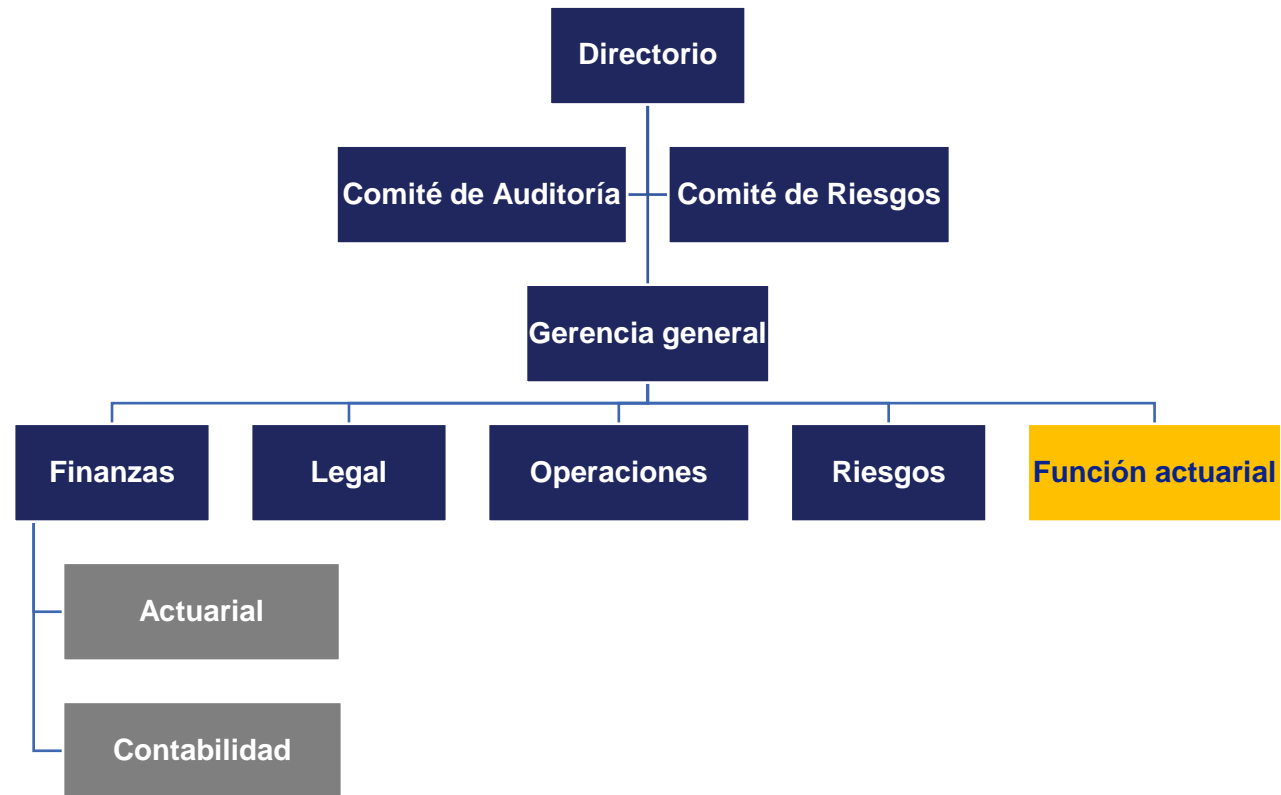 Directorio
Comité de Auditoría
Comité de Riesgos
Gerencia general
Finanzas
Legal
Operaciones
Riesgos
Función actuarial
Actuarial
Contabilidad